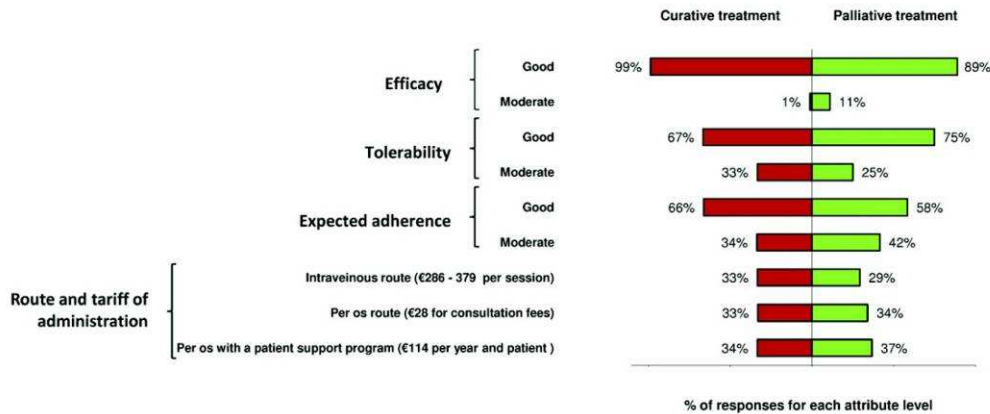 Curative treatment Palliative treatment
Efficacy
Good 99% 89%
Moderate 1% 11%
Tolerability
Good 67% 75%
Moderate 33% 25%
Expected adherence
Good 66% 58%
Moderate 34% 42%
Route and tariff of
administration
Intraveinous route (€286 - 379 per session) 33% 29%
Per os route (€28 for consultation fees) 33% 34%
Per os with a patient support program (€114 per year and patient ) 34% 37%
% of responses for each attribute level